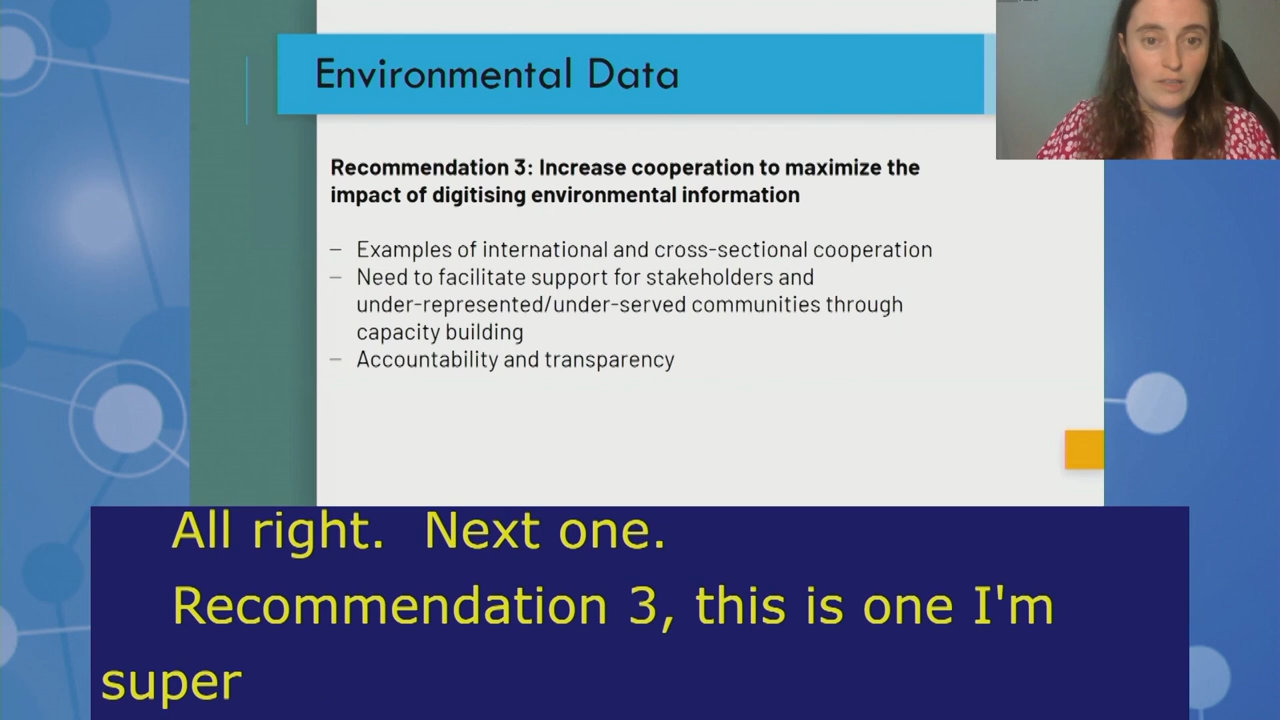 Environmental Data
Recommendation 3: Increase cooperation to maximize the
impact of digitising environmental information
– Examples of international and cross-sectional cooperation
– Need to facilitate support for stakeholders and
under-represented/under-served communities through
capacity building
– Accountability and transparency
All right. Next one.
Recommendation 3, this is one I'm
super